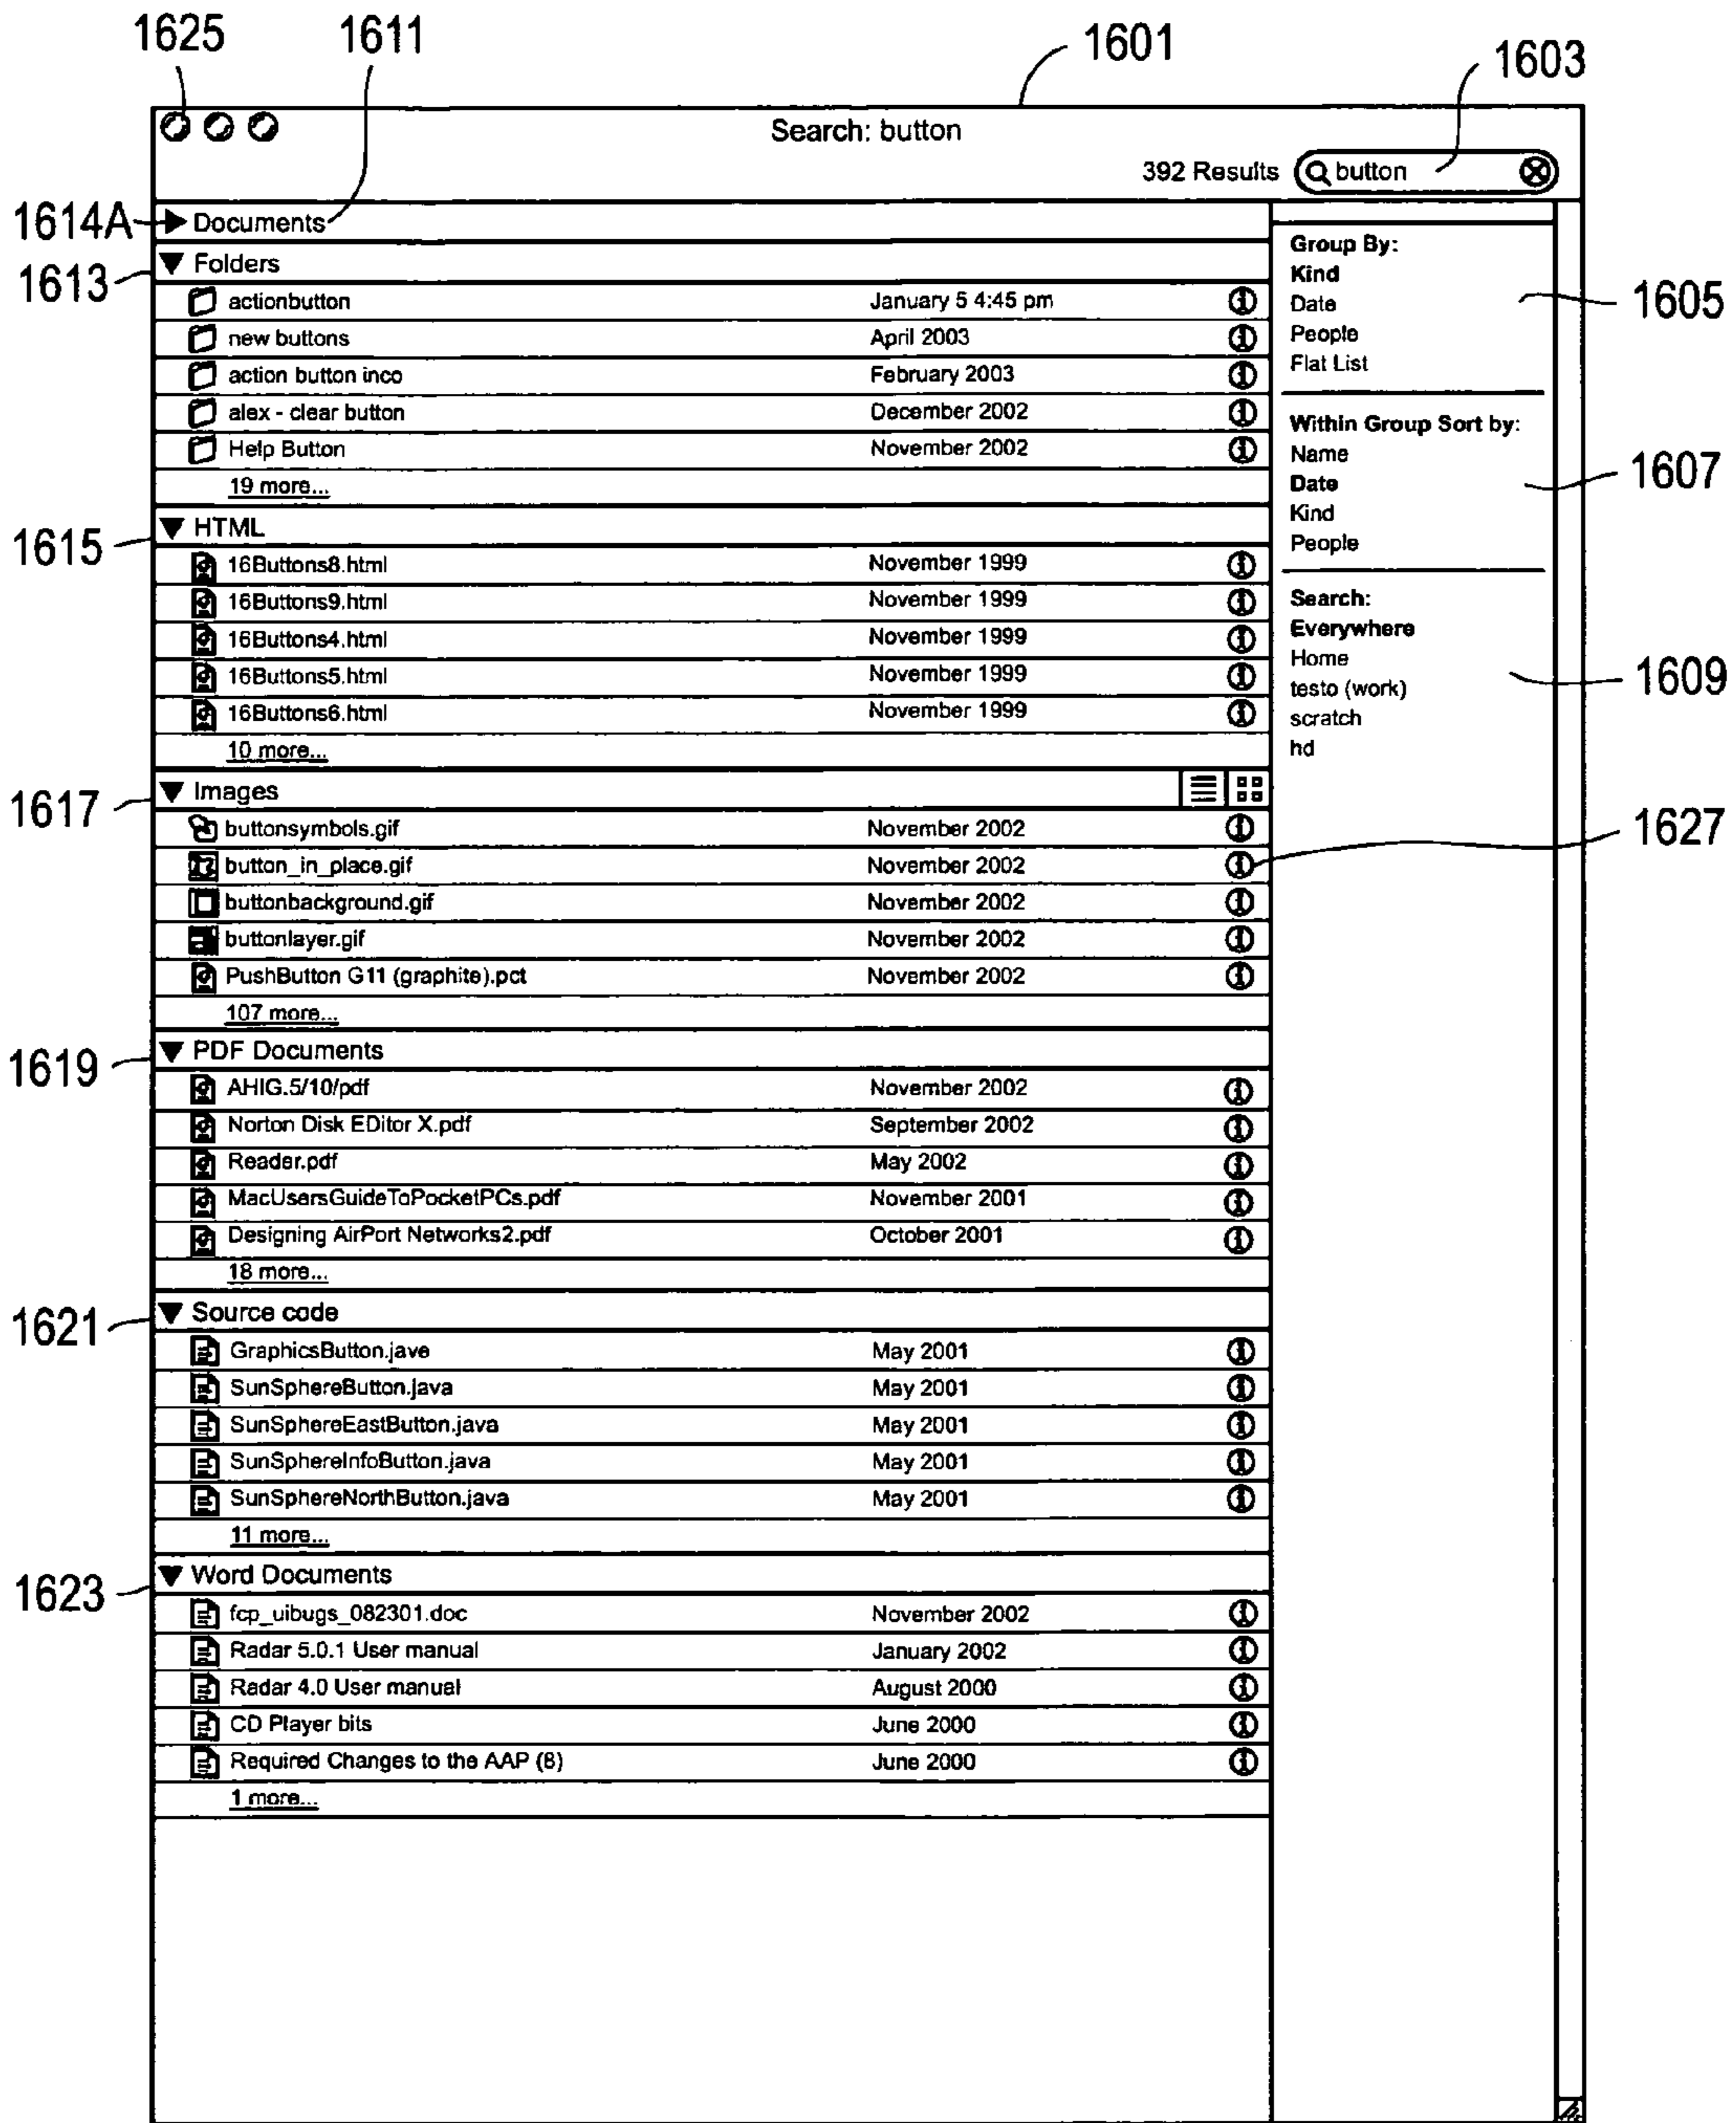 1625 1611 1601 1603
Search: button
392 Results button
1614A Documents
Group By:
Kind
Date
People
Flat List
1605
Within Group Sort by:
Name
Date
Kind
People
1607
Search:
Everywhere
Home
testo (work)
scratch
hd
1609
1613 Folders
actionbutton January 5 4:45 pm
new buttons April 2003
action button inco February 2003
alex - clear button December 2002
Help Button November 2002
19 more...
1615 HTML
16Buttons8.html November 1999
16Buttons9.html November 1999
16Buttons4.html November 1999
16Buttons5.html November 1999
16Buttons6.html November 1999
10 more...
1617 Images
buttonsymbols.gif November 2002
button_in_place.gif November 2002 1627
buttonbackground.gif November 2002
buttonlayer.gif November 2002
PushButton G11 (graphite).pct November 2002
107 more...
1619 PDF Documents
AHIG.5/10/pdf November 2002
Norton Disk EDitor X.pdf September 2002
Reader.pdf May 2002
MacUsersGuideToPocketPCs.pdf November 2001
Designing AirPort Networks2.pdf October 2001
18 more...
1621 Source code
GraphicsButton.jave May 2001
SunSphereButton.java May 2001
SunSphereEastButton.java May 2001
SunSphereInfoButton.java May 2001
SunSphereNorthButton.java May 2001
11 more...
1623 Word Documents
fcp_uibugs_082301.doc November 2002
Radar 5.0.1 User manual January 2002
Radar 4.0 User manual August 2000
CD Player bits June 2000
Required Changes to the AAP (8) June 2000
1 more...